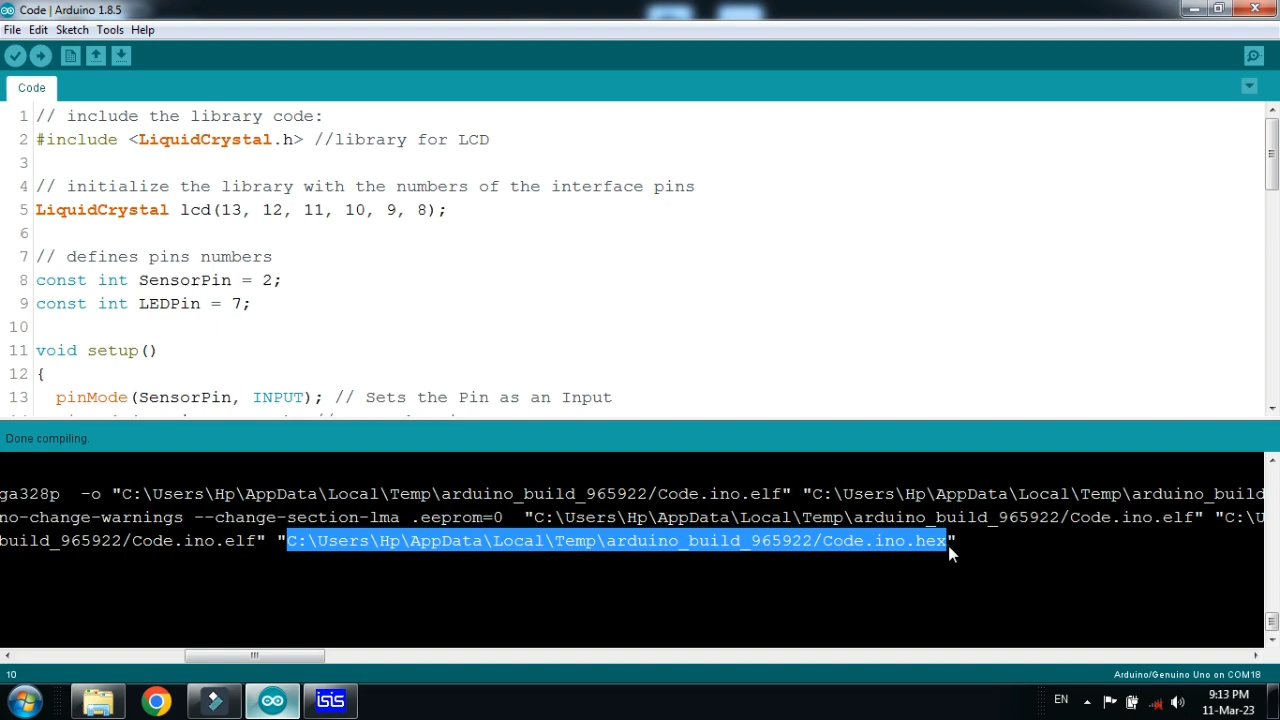 Code | Arduino 1.8.5
File Edit Sketch Tools Help
Code
1 // include the library code:
2 #include <LiquidCrystal.h> //library for LCD
3
4 // initialize the library with the numbers of the interface pins
5 LiquidCrystal lcd(13, 12, 11, 10, 9, 8);
6
7 // defines pins numbers
8 const int SensorPin = 2;
9 const int LEDPin = 7;
10
11 void setup()
12 {
13 pinMode(SensorPin, INPUT); // Sets the Pin as an Input
Done compiling.
ga328p -o "C:\Users\Hp\AppData\Local\Temp\arduino_build_965922/Code.ino.elf" "C:\Users\Hp\AppData\Local\Temp\arduino_build
no-change-warnings --change-section-lma .eeprom=0 "C:\Users\Hp\AppData\Local\Temp\arduino_build_965922/Code.ino.elf" "C:\U
build_965922/Code.ino.elf" "C:\Users\Hp\AppData\Local\Temp\arduino_build_965922/Code.ino.hex"
10
Arduino/Genuino Uno on COM18
isis
EN
9:13 PM
11-Mar-23